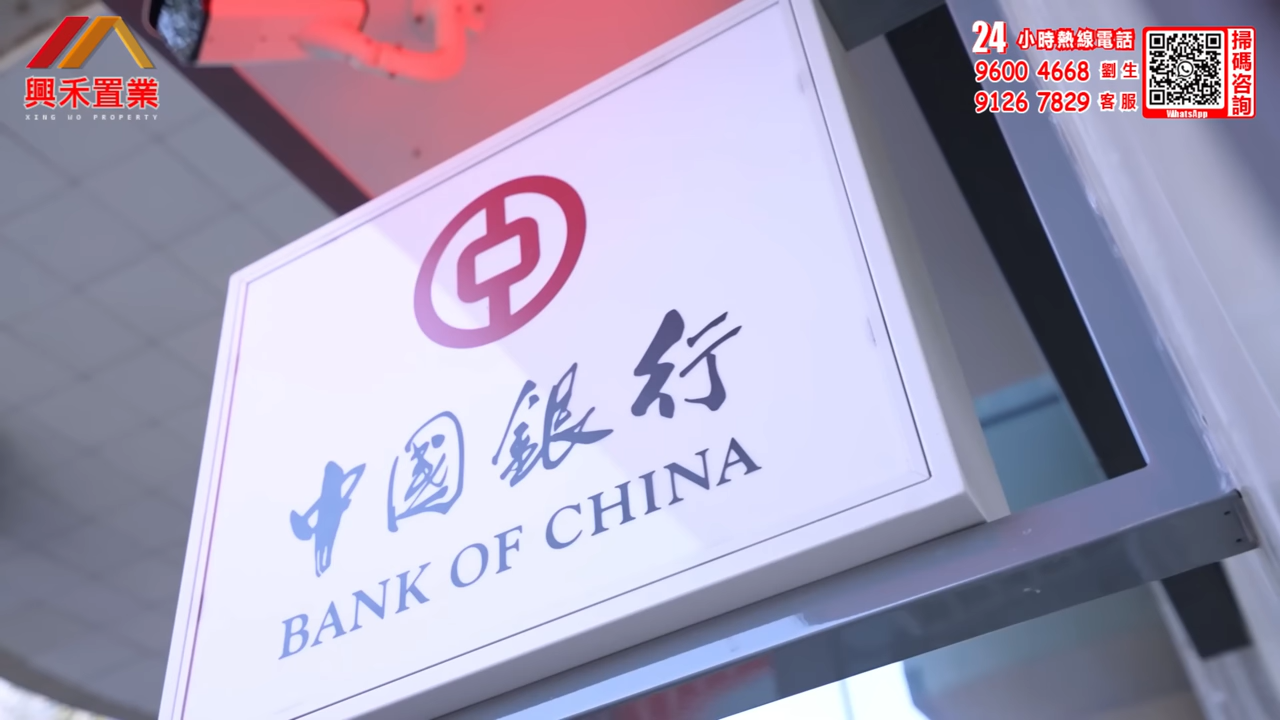 興禾置業
XING UO PROPERTY
24 小時熱線電話
9600 4668 劉生
9126 7829 客服
WhatsApp
掃碼咨詢
中國銀行
BANK OF CHINA